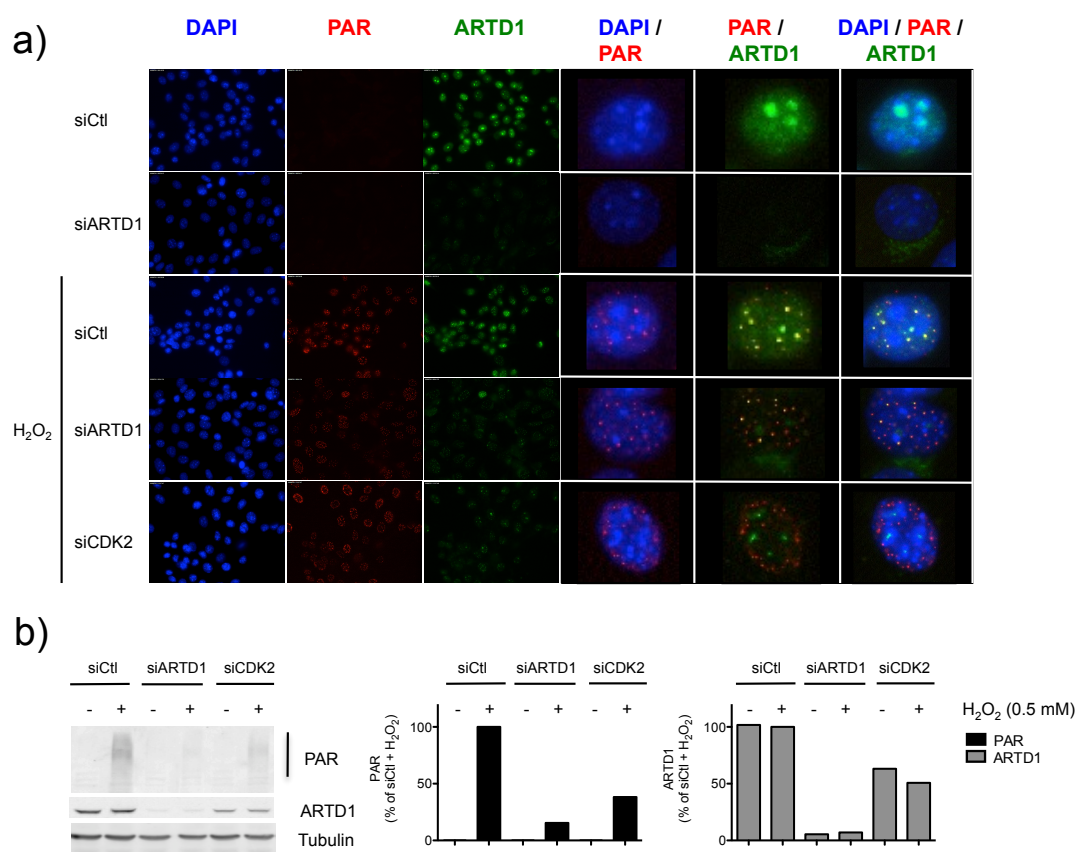 a)
DAPI PAR ARTD1 DAPI / PAR / DAPI / PAR /
PAR ARTD1 ARTD1
siCtl
siARTD1
siCtl
H₂O₂ siARTD1
siCDK2
b)
siCtl siARTD1 siCDK2
- + - + - +
PAR
ARTD1
Tubulin
siCtl siARTD1 siCDK2
- + - + - +
PAR
(% of siCtl + H₂O₂)
100
50
0
siCtl siARTD1 siCDK2
- + - + - +
ARTD1
(% of siCtl + H₂O₂)
100
50
0
H₂O₂ (0.5 mM)
PAR
ARTD1